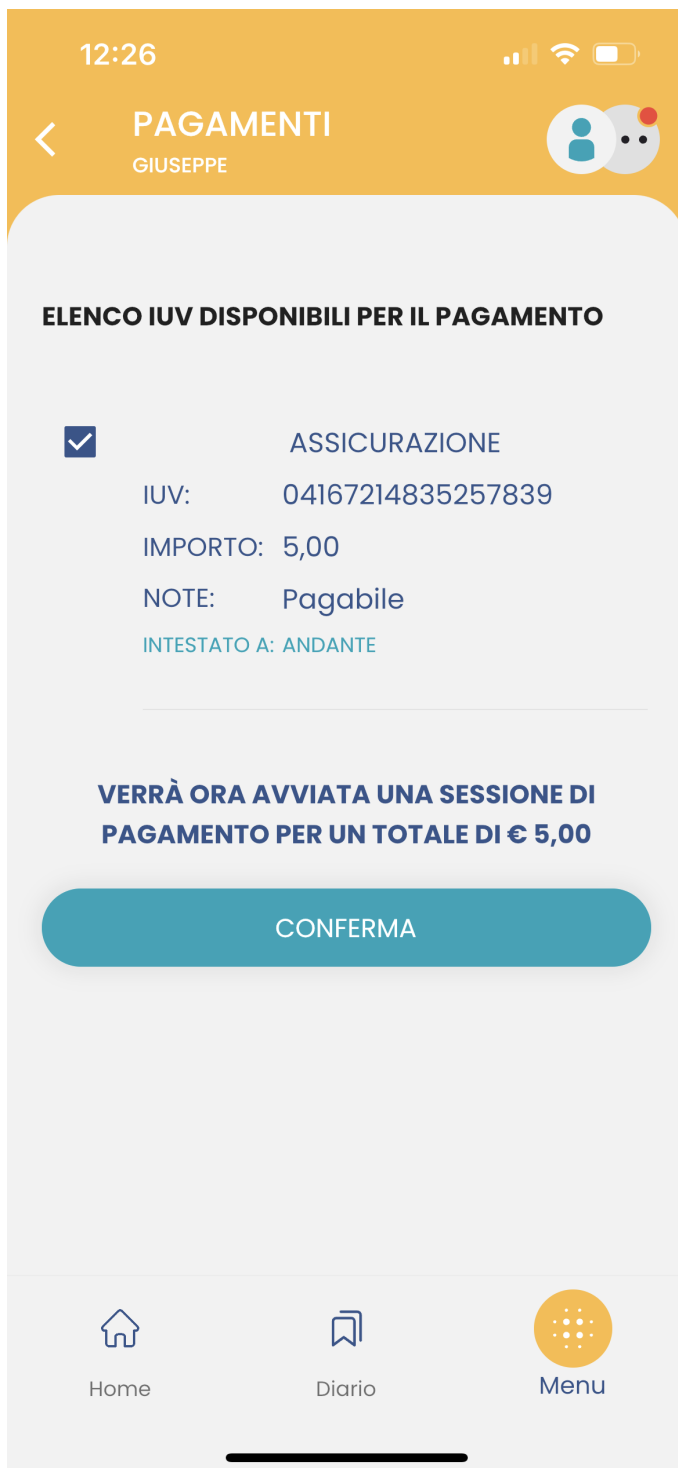 12:26
PAGAMENTI
GIUSEPPE
ELENCO IUV DISPONIBILI PER IL PAGAMENTO
ASSICURAZIONE
IUV: 04167214835257839
IMPORTO: 5,00
NOTE: Pagabile
INTESTATO A: ANDANTE
VERRÀ ORA AVVIATA UNA SESSIONE DI
PAGAMENTO PER UN TOTALE DI € 5,00
CONFERMA
Home Diario Menu